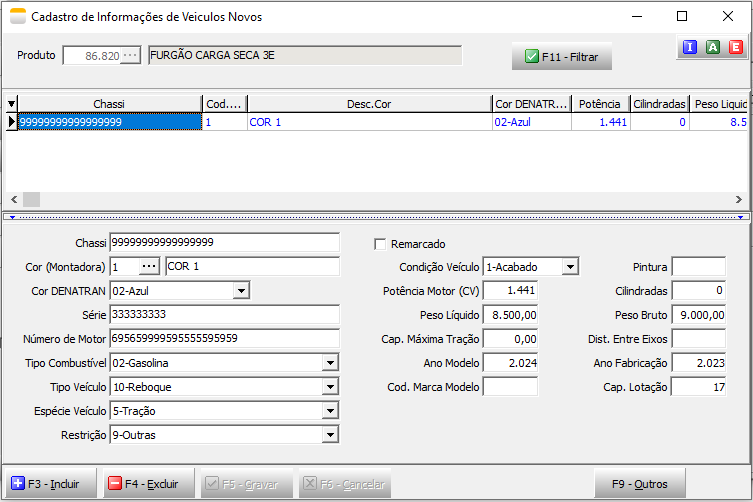 Cadastro de Informações de Veiculos Novos
Produto 86.820 ... FURGÃO CARGA SECA 3E F11 - Filtrar I A E
Chassi Cod.... Desc.Cor Cor DENATR... Potência Cilindradas Peso Liquid
99999999999999999 1 COR 1 02-Azul 1.441 0 8.5
Chassi 99999999999999999 Remarcado
Cor (Montadora) 1 ... COR 1 Condição Veículo 1-Acabado Pintura
Cor DENATRAN 02-Azul Potência Motor (CV) 1.441 Cilindradas 0
Série 333333333 Peso Líquido 8.500,00 Peso Bruto 9.000,00
Número de Motor 695659999595555595959 Cap. Máxima Tração 0,00 Dist. Entre Eixos
Tipo Combustível 02-Gasolina Ano Modelo 2.024 Ano Fabricação 2.023
Tipo Veículo 10-Reboque Cod. Marca Modelo Cap. Lotação 17
Espécie Veículo 5-Tração
Restrição 9-Outras
F3 - Incluir F4 - Excluir F5 - Gravar F6 - Cancelar F9 - Outros